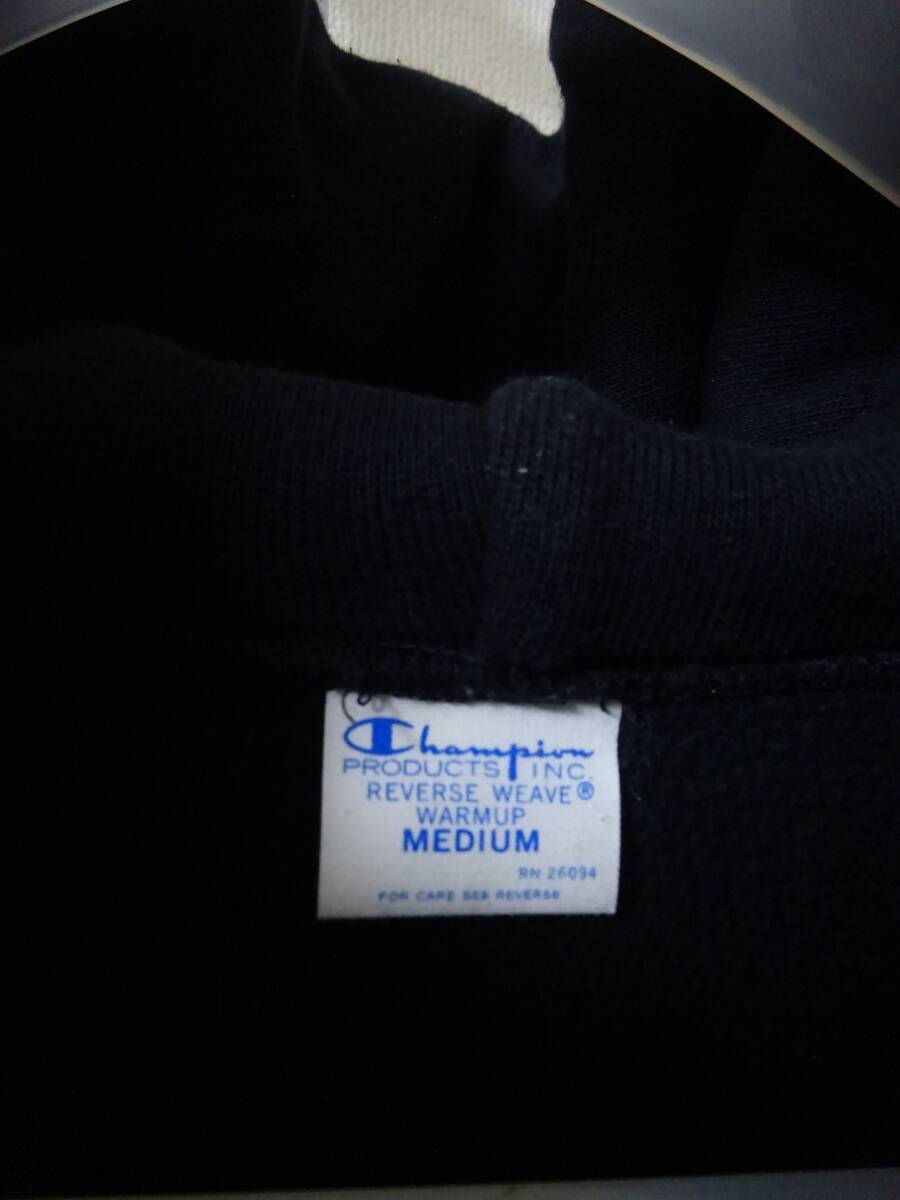 Champion
PRODUCTS INC.
REVERSE WEAVE®
WARMUP
MEDIUM
RN 26094
FOR CARE SEE REVERSE